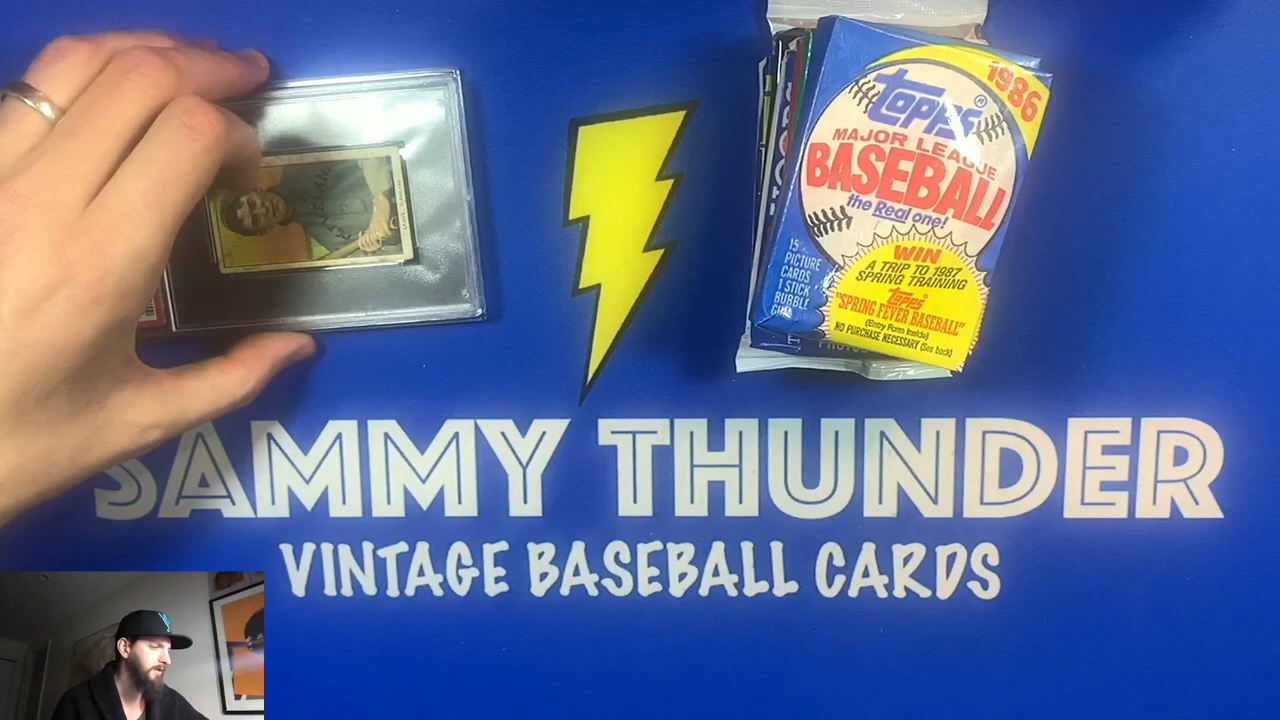 1986
Topps®
MAJOR LEAGUE
BASEBALL
the Real one!
15
PICTURE
CARDS
1 STICK
BUBBLE
GUM
WIN
A TRIP TO 1987
SPRING TRAINING
Topps®
"SPRING FEVER BASEBALL"
(Entry Form Inside)
NO PURCHASE NECESSARY (See back)
SAMMY THUNDER
VINTAGE BASEBALL CARDS